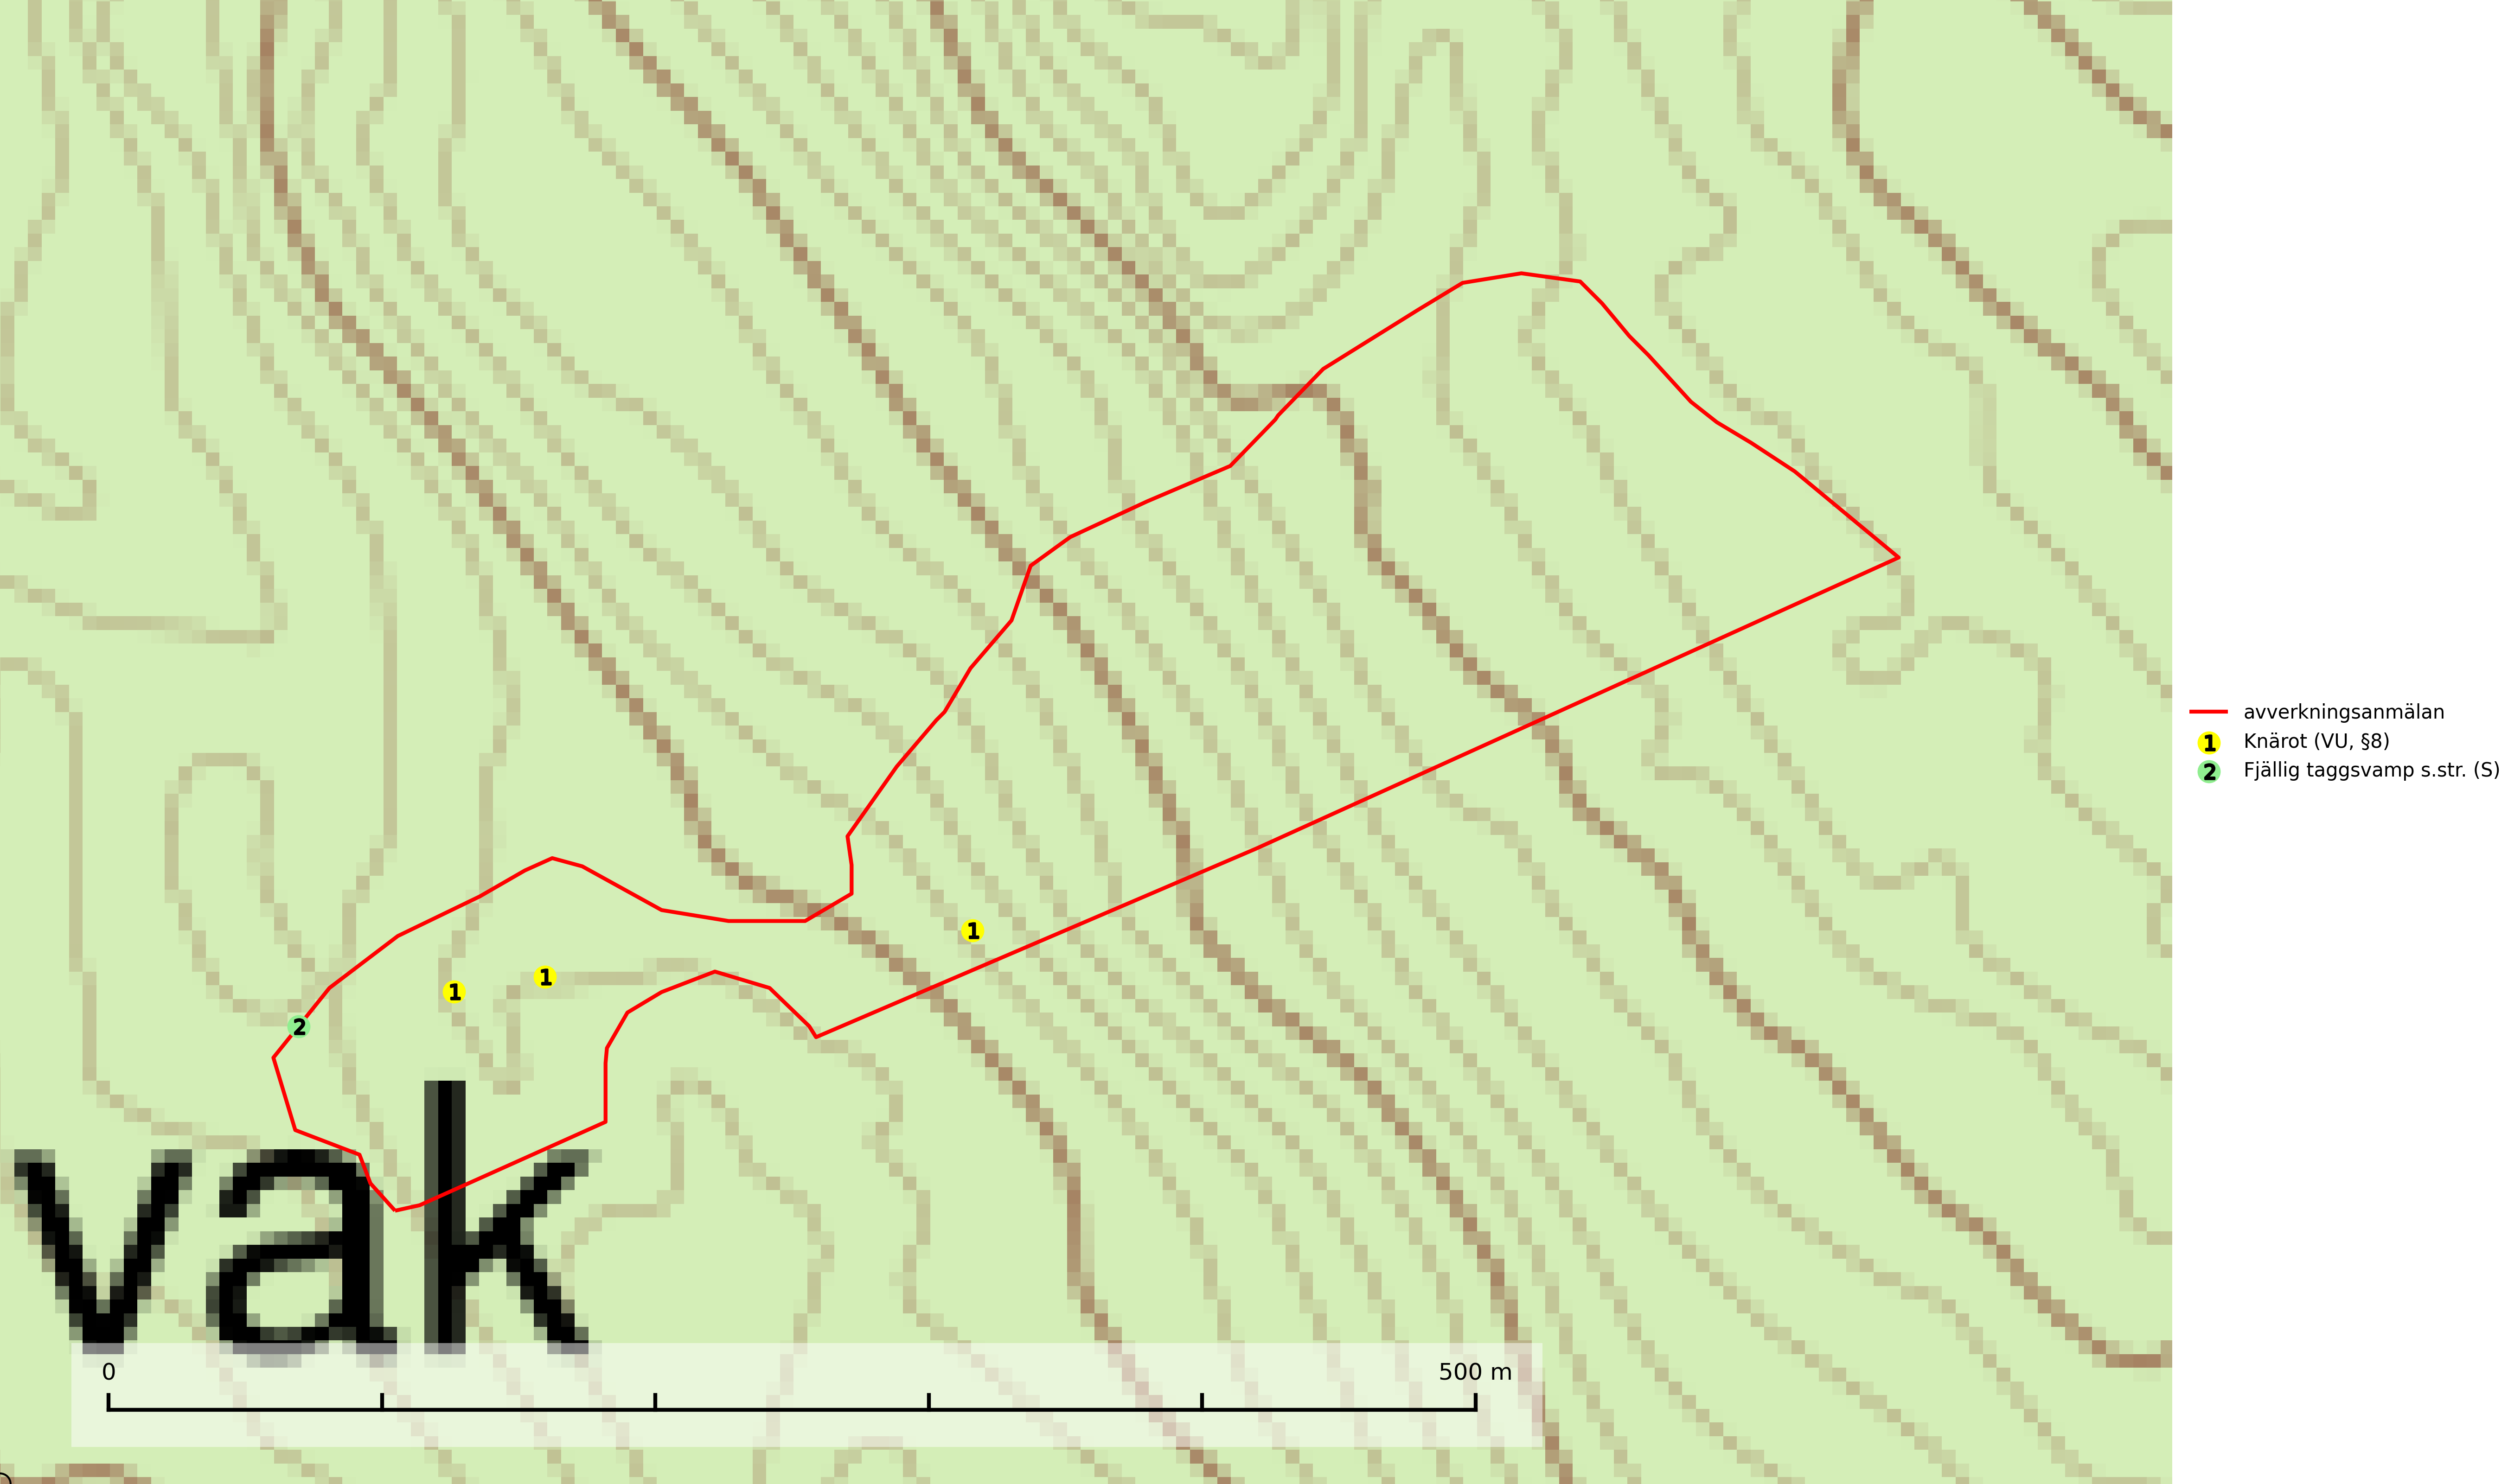 1
1
1
2
vak
0 500 m
avverkningsanmälan
1 Knärot (VU, §8)
2 Fjällig taggsvamp s.str. (S)